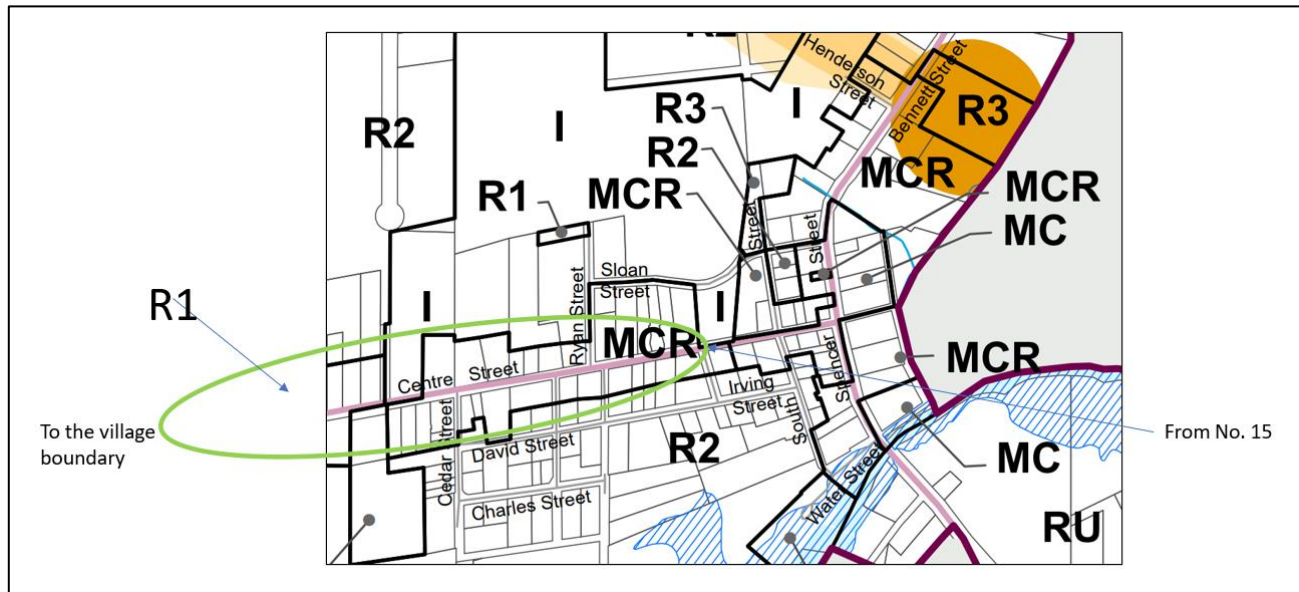 R2
Henderson
Street
Bennett Street
R3
I
I
R3
R2
R2
MCR
MCR
MCR
MC
R1
Street
Street
Sloan
Street
Ryan Street
R1
I
I
MCR
MCR
Centre Street
Spencer
Irving
Street
South
To the village
boundary
From No. 15
Cedar Street
David Street
R2
MC
Water Street
Charles Street
RU